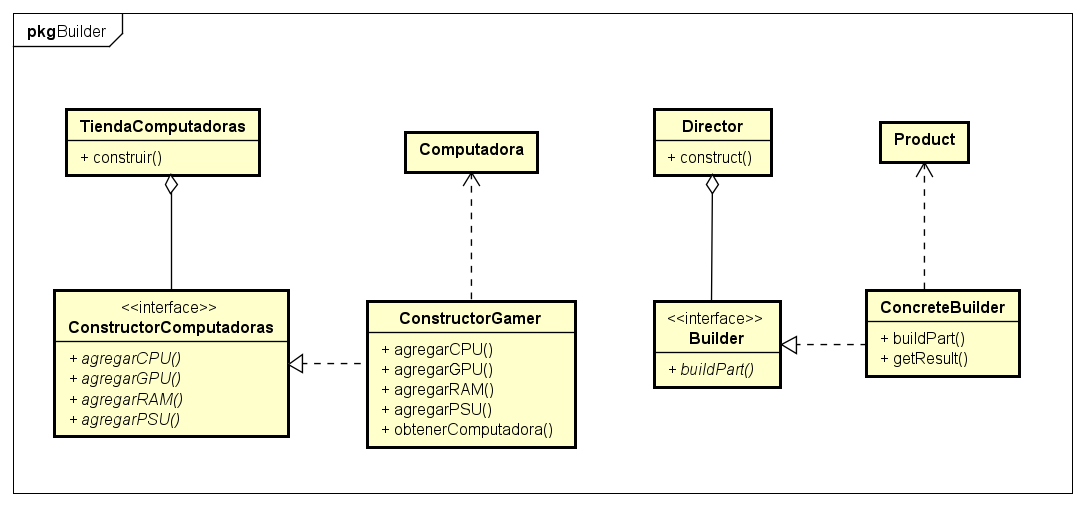 pkgBuilder
TiendaComputadoras
+ construir()
Computadora
<<interface>>
ConstructorComputadoras
+ agregarCPU()
+ agregarGPU()
+ agregarRAM()
+ agregarPSU()
ConstructorGamer
+ agregarCPU()
+ agregarGPU()
+ agregarRAM()
+ agregarPSU()
+ obtenerComputadora()
Director
+ construct()
Product
<<interface>>
Builder
+ buildPart()
ConcreteBuilder
+ buildPart()
+ getResult()